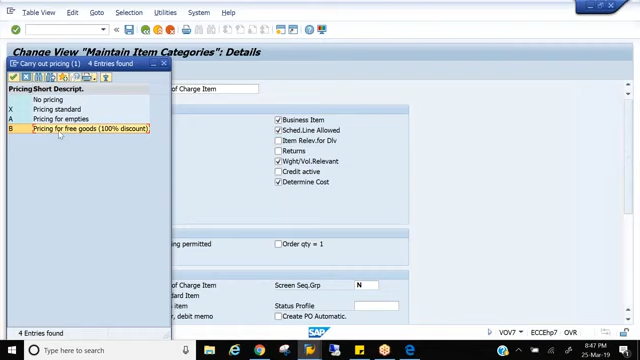 Table View Edit Goto Selection Utilities System Help
Change View "Maintain Item Categories": Details
Carry out pricing (1) 4 Entries found
Pricing Short Descript.
No pricing
X Pricing standard
A Pricing for empties
B Pricing for free goods (100% discount)
4 Entries found
of Charge Item
Business Item
Sched.Line Allowed
Item Relev.for Dlv
Returns
Wght/Vol.Relevant
Credit active
Determine Cost
ing permitted
Order qty = 1
of Charge Item
Screen Seq.Grp N
dard Item
item
Status Profile
, debit memo
Create PO Automatic.
SAP
VOV7 ECCEhp7 OVR
Type here to search
8:47 PM
25-Mar-19